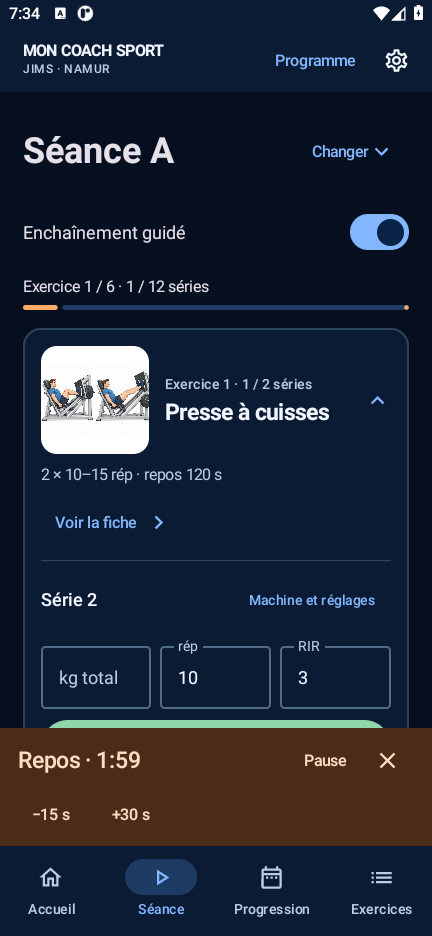 7:34
MON COACH SPORT
JIMS · NAMUR
Programme
Séance A
Changer
Enchaînement guidé
Exercice 1 / 6 · 1 / 12 séries
Exercice 1 · 1 / 2 séries
Presse à cuisses
2 × 10–15 rép · repos 120 s
Voir la fiche
Série 2
Machine et réglages
kg total
rép
10
RIR
3
Repos · 1:59
Pause
−15 s
+30 s
Accueil
Séance
Progression
Exercices